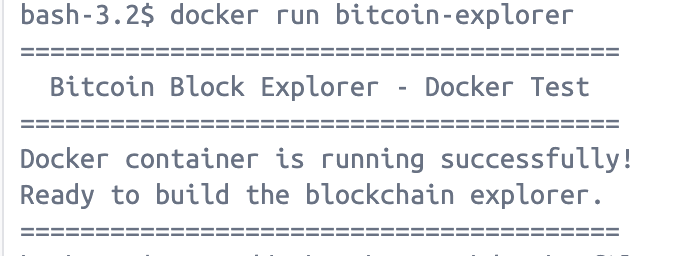 bash-3.2$ docker run bitcoin-explorer
========================================
Bitcoin Block Explorer - Docker Test
========================================
Docker container is running successfully!
Ready to build the blockchain explorer.
========================================